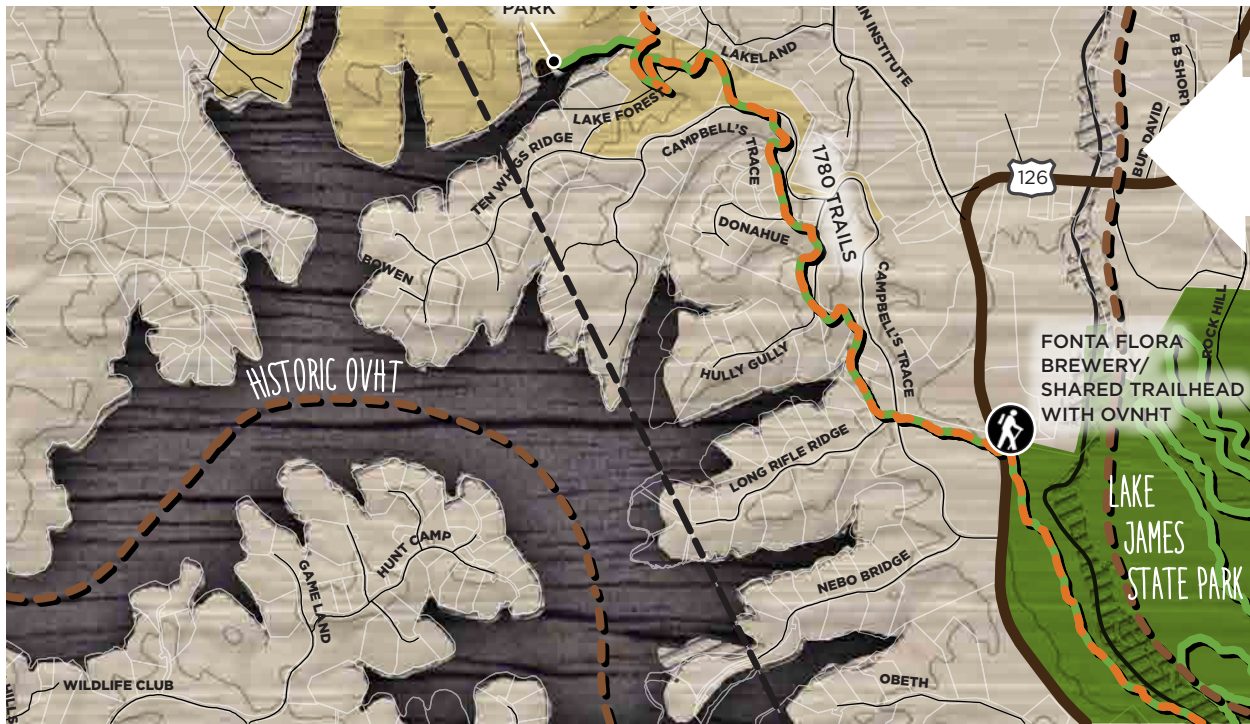 PARK
LAKELAND
N INSTITUTE
B B SHORT
BUD DAVID
LAKE FOREST
CAMPBELL'S
TRACE
TEN WINGS RIDGE
1780 TRAILS
126
DONAHUE
BOWEN
CAMPBELL'S TRACE
ROCK HILL
FONTA FLORA
BREWERY/
SHARED TRAILHEAD
WITH OVNHT
HULLY GULLY
HISTORIC OVHT
LONG RIFLE RIDGE
LAKE
JAMES
STATE PARK
HUNT CAMP
GAME LAND
NEBO BRIDGE
WILDLIFE CLUB
OBETH
HILLS